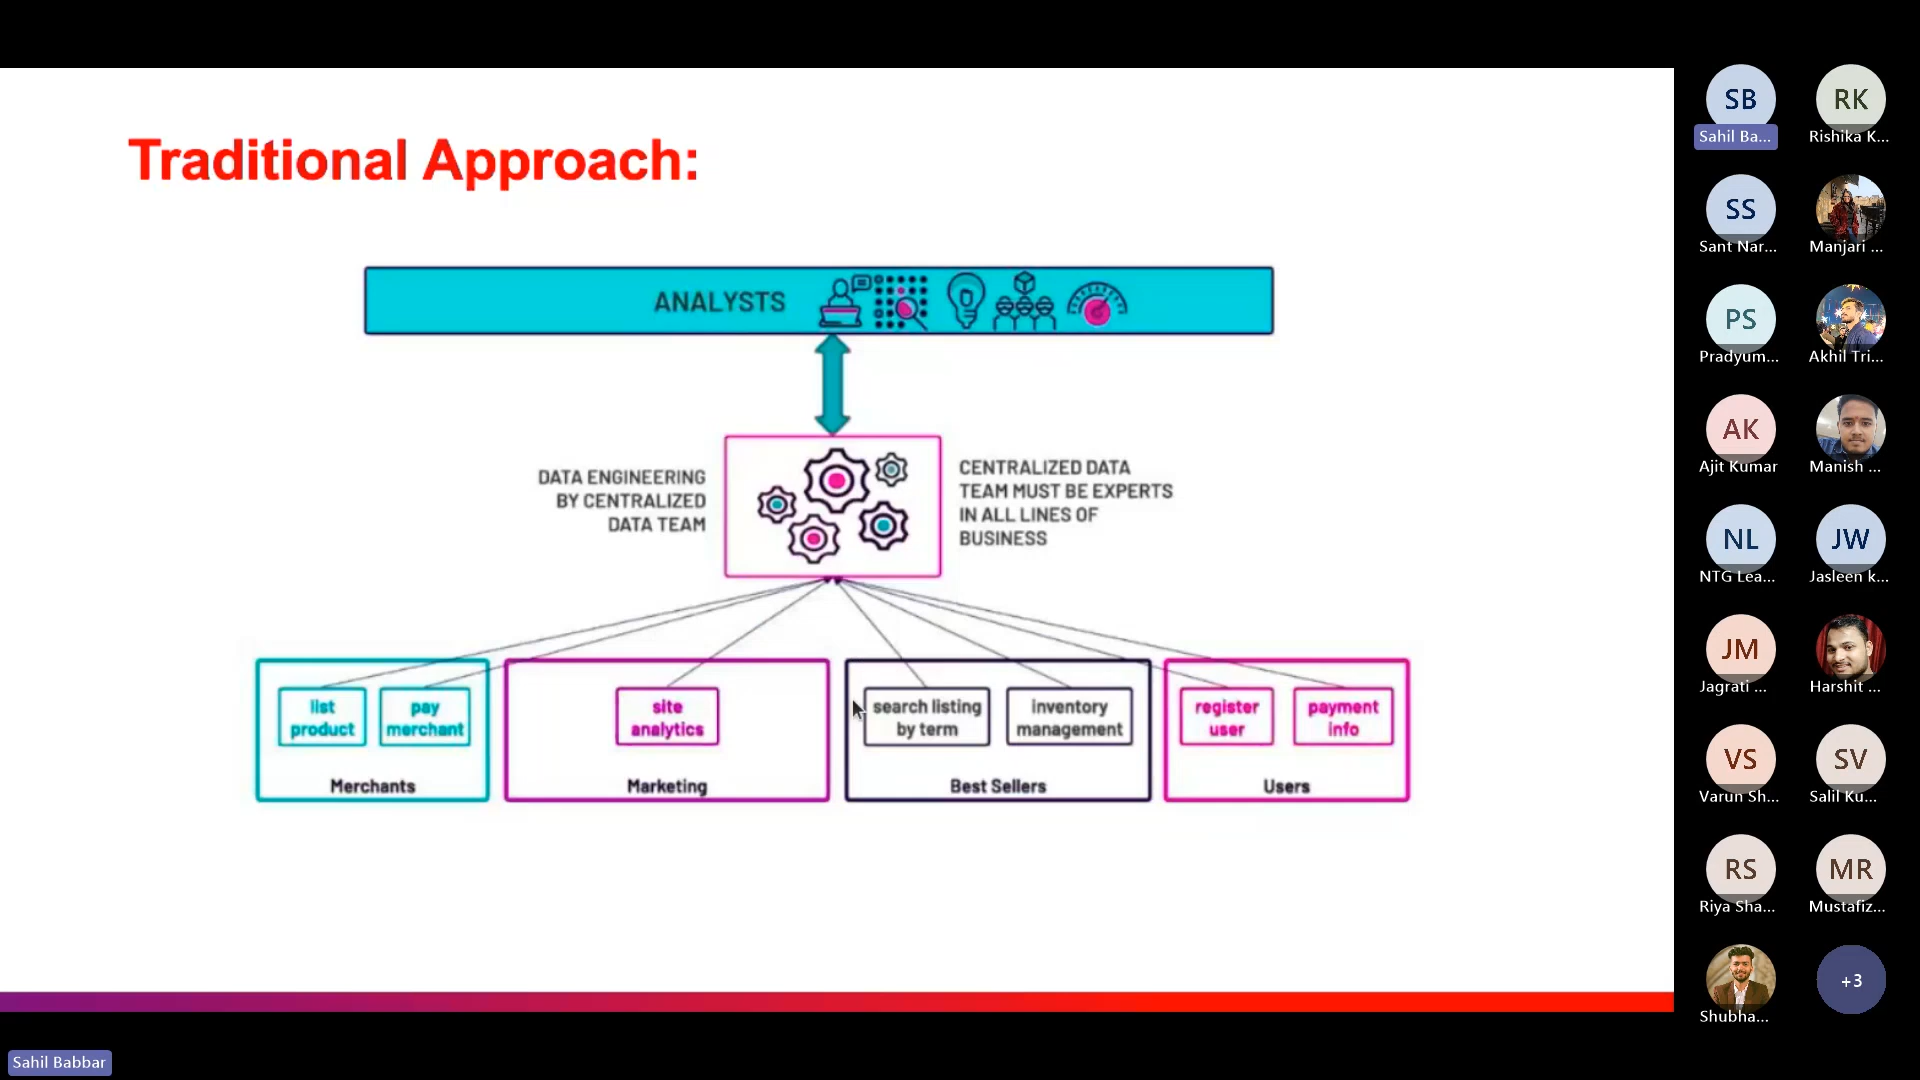 Traditional Approach:
ANALYSTS
DATA ENGINEERING
BY CENTRALIZED
DATA TEAM
CENTRALIZED DATA
TEAM MUST BE EXPERTS
IN ALL LINES OF
BUSINESS
list
product
pay
merchant
Merchants
site
analytics
Marketing
search listing
by term
inventory
management
Best Sellers
register
user
payment
info
Users
SB
Sahil Ba...
RK
Rishika K...
SS
Sant Nar...
Manjari ...
PS
Pradyum...
Akhil Tri...
AK
Ajit Kumar
Manish ...
NL
NTG Lea...
JW
Jasleen k...
JM
Jagrati ...
Harshit ...
VS
Varun Sh...
SV
Salil Ku...
RS
Riya Sha...
MR
Mustafiz...
Shubha...
+3
Sahil Babbar